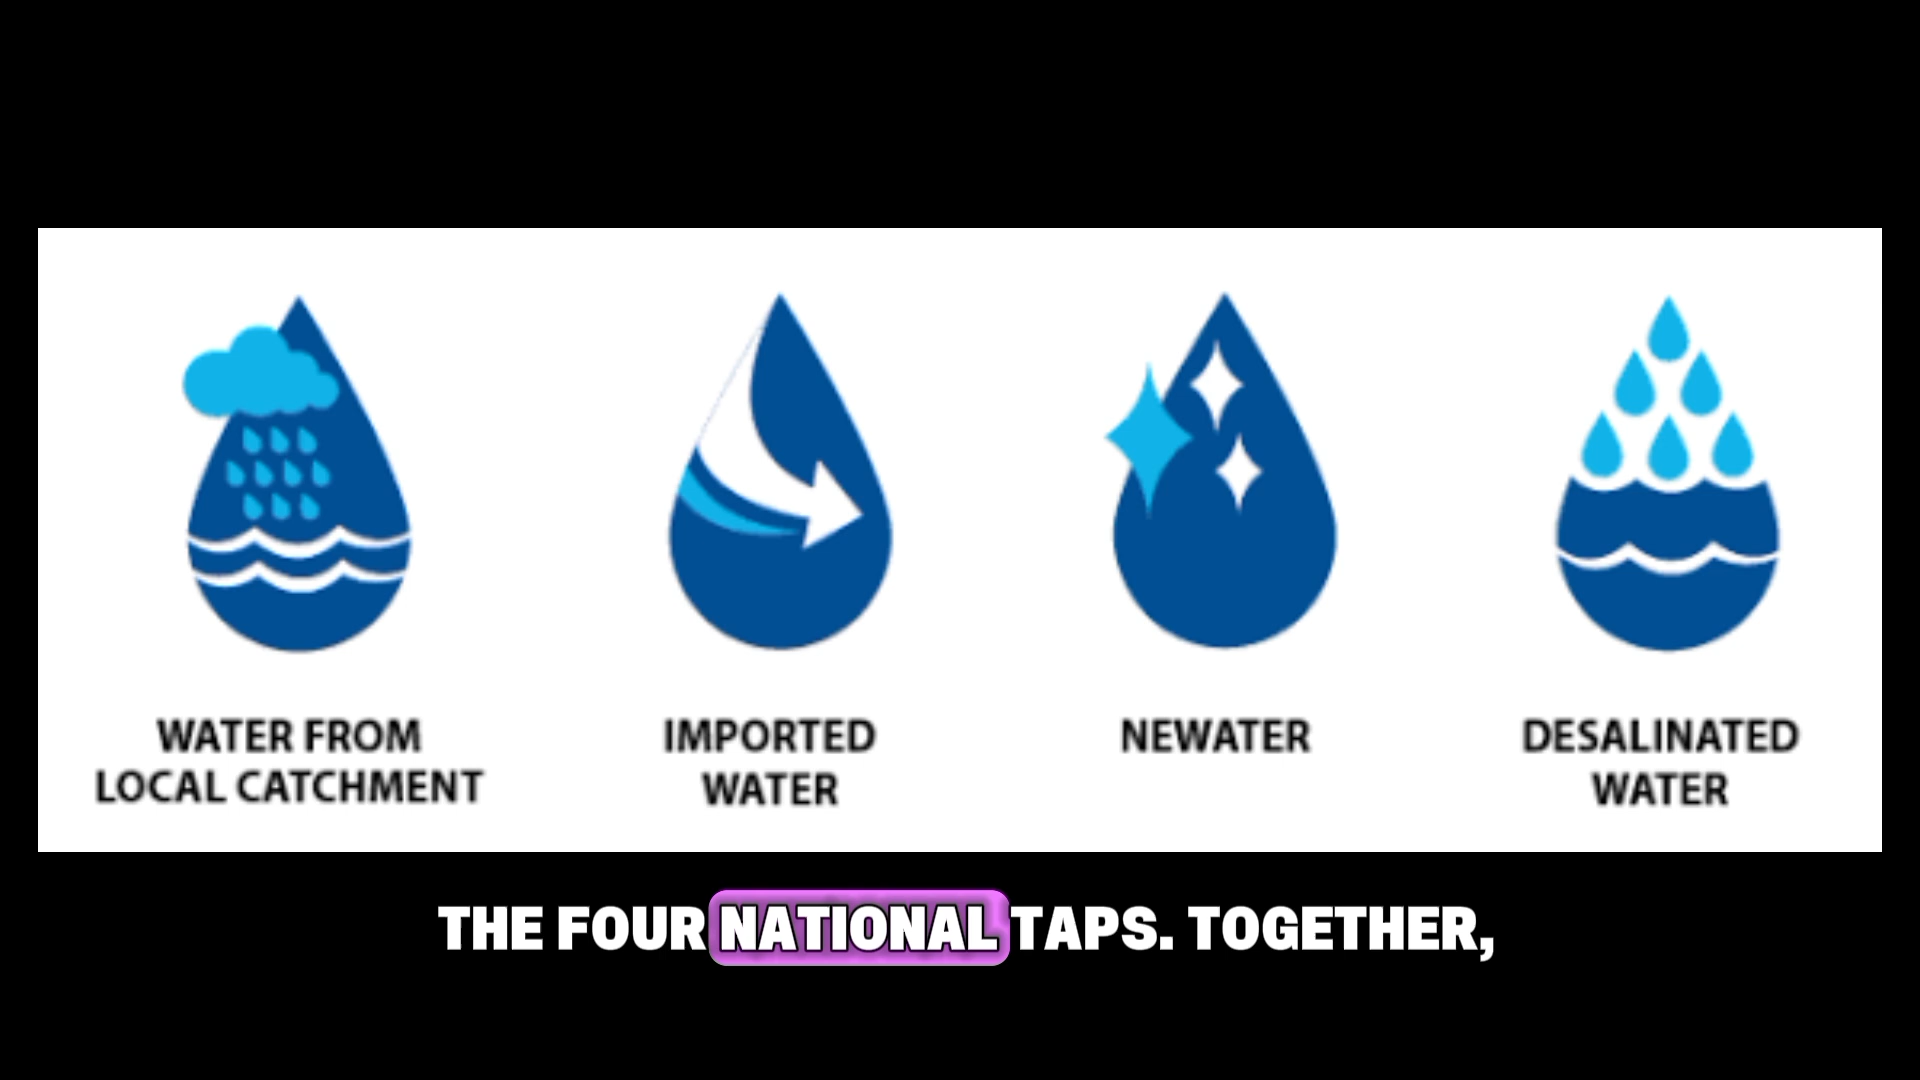 WATER FROM
LOCAL CATCHMENT
IMPORTED
WATER
NEWATER
DESALINATED
WATER
THE FOUR NATIONAL TAPS. TOGETHER,